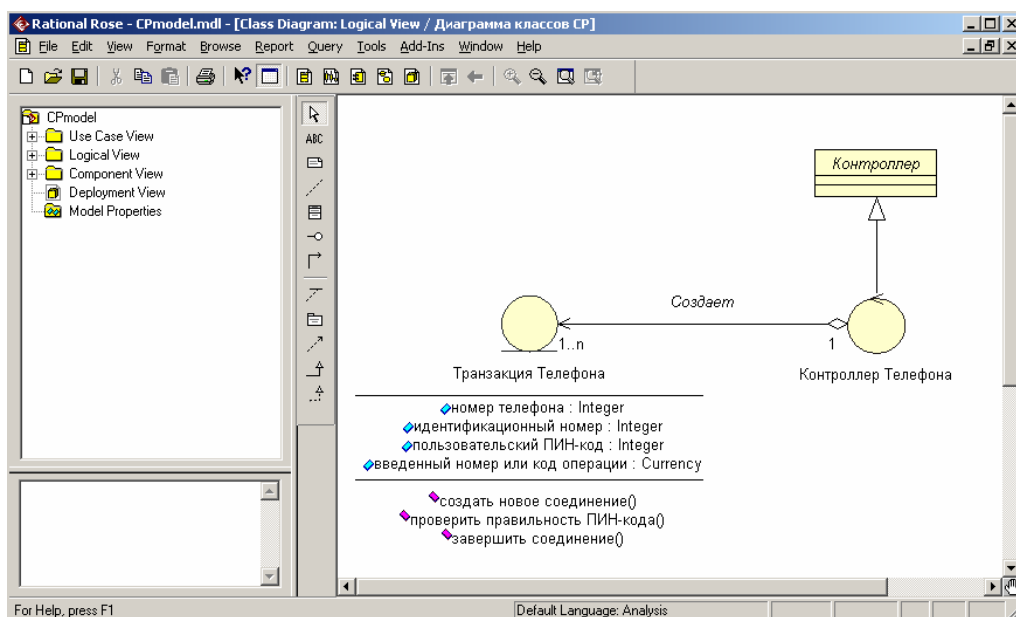 Rational Rose - CPmodel.mdl - [Class Diagram: Logical View / Диаграмма классов CP]
File Edit View Format Browse Report Query Tools Add-Ins Window Help
CPmodel
Use Case View
Logical View
Component View
Deployment View
Model Properties
ABC
Контроллер
Создает
1..n
1
Транзакция Телефона
Контроллер Телефона
номер телефона : Integer
идентификационный номер : Integer
пользовательский ПИН-код : Integer
введенный номер или код операции : Currency
создать новое соединение()
проверить правильность ПИН-кода()
завершить соединение()
For Help, press F1
Default Language: Analysis